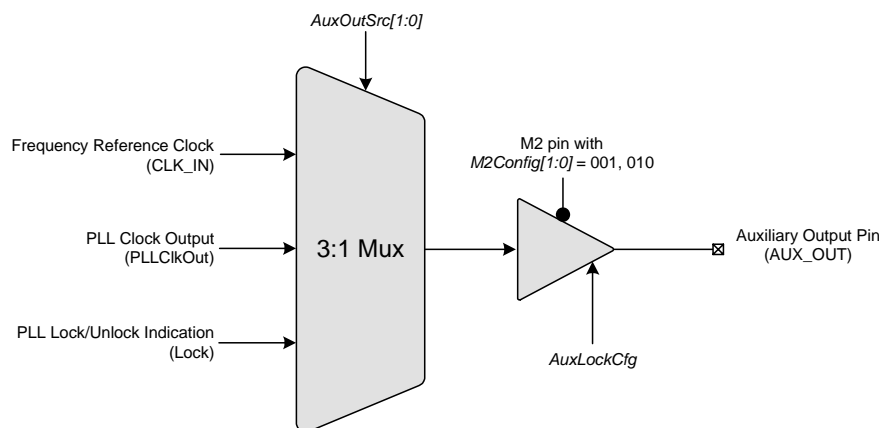 AuxOutSrc[1:0]
Frequency Reference Clock
(CLK_IN)
PLL Clock Output
(PLLClkOut)
PLL Lock/Unlock Indication
(Lock)
3:1 Mux
M2 pin with
M2Config[1:0] = 001, 010
AuxLockCfg
Auxiliary Output Pin
(AUX_OUT)